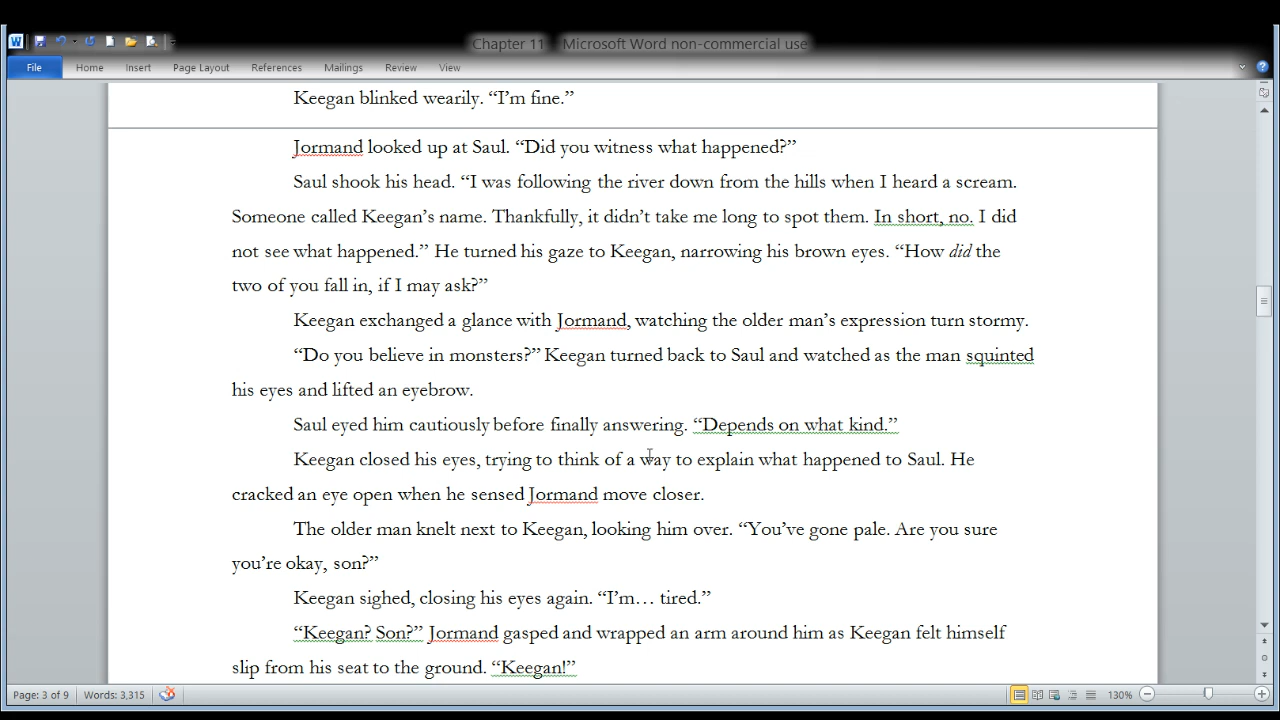 Chapter 11 Microsoft Word non-commercial use
File Home Insert Page Layout References Mailings Review View
Keegan blinked wearily. “I’m fine.”
Jormand looked up at Saul. “Did you witness what happened?”
Saul shook his head. “I was following the river down from the hills when I heard a scream.
Someone called Keegan’s name. Thankfully, it didn’t take me long to spot them. In short, no. I did
not see what happened.” He turned his gaze to Keegan, narrowing his brown eyes. “How did the
two of you fall in, if I may ask?”
Keegan exchanged a glance with Jormand, watching the older man’s expression turn stormy.
“Do you believe in monsters?” Keegan turned back to Saul and watched as the man squinted
his eyes and lifted an eyebrow.
Saul eyed him cautiously before finally answering. “Depends on what kind.”
Keegan closed his eyes, trying to think of a way to explain what happened to Saul. He
cracked an eye open when he sensed Jormand move closer.
The older man knelt next to Keegan, looking him over. “You’ve gone pale. Are you sure
you’re okay, son?”
Keegan sighed, closing his eyes again. “I’m… tired.”
“Keegan? Son?” Jormand gasped and wrapped an arm around him as Keegan felt himself
slip from his seat to the ground. “Keegan!”
Page: 3 of 9 Words: 3,315 130%